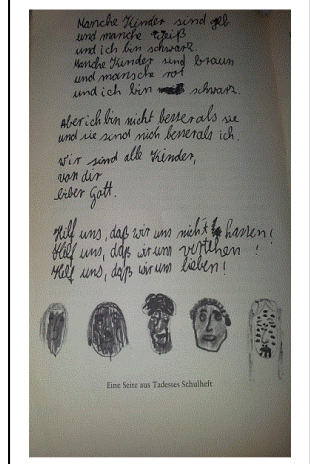 Manche Kinder sind gelb
und manche weiß
und ich bin schwarz.
Manche Kinder sind braun
und mansche rot
und ich bin schwarz.
Aber ich bin nicht besser als sie
und sie sind nich besser als ich.
Wir sind alle Kinder,
von dir
lieber Gott.
Hilf uns, daß wir uns nicht hassen!
Helf uns, daß wir uns verstehen!
Helf uns, daß wir uns lieben!
Eine Seite aus Tadesses Schulheft